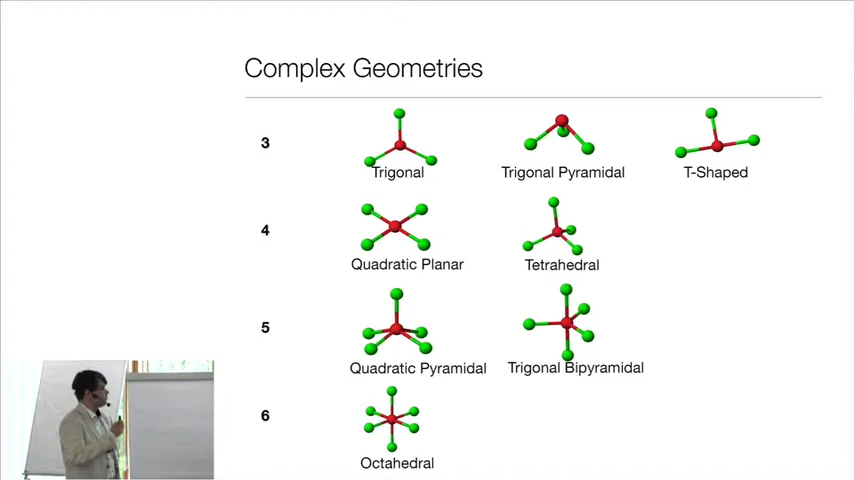 Complex Geometries
3
Trigonal
Trigonal Pyramidal
T-Shaped
4
Quadratic Planar
Tetrahedral
5
Quadratic Pyramidal
Trigonal Bipyramidal
6
Octahedral